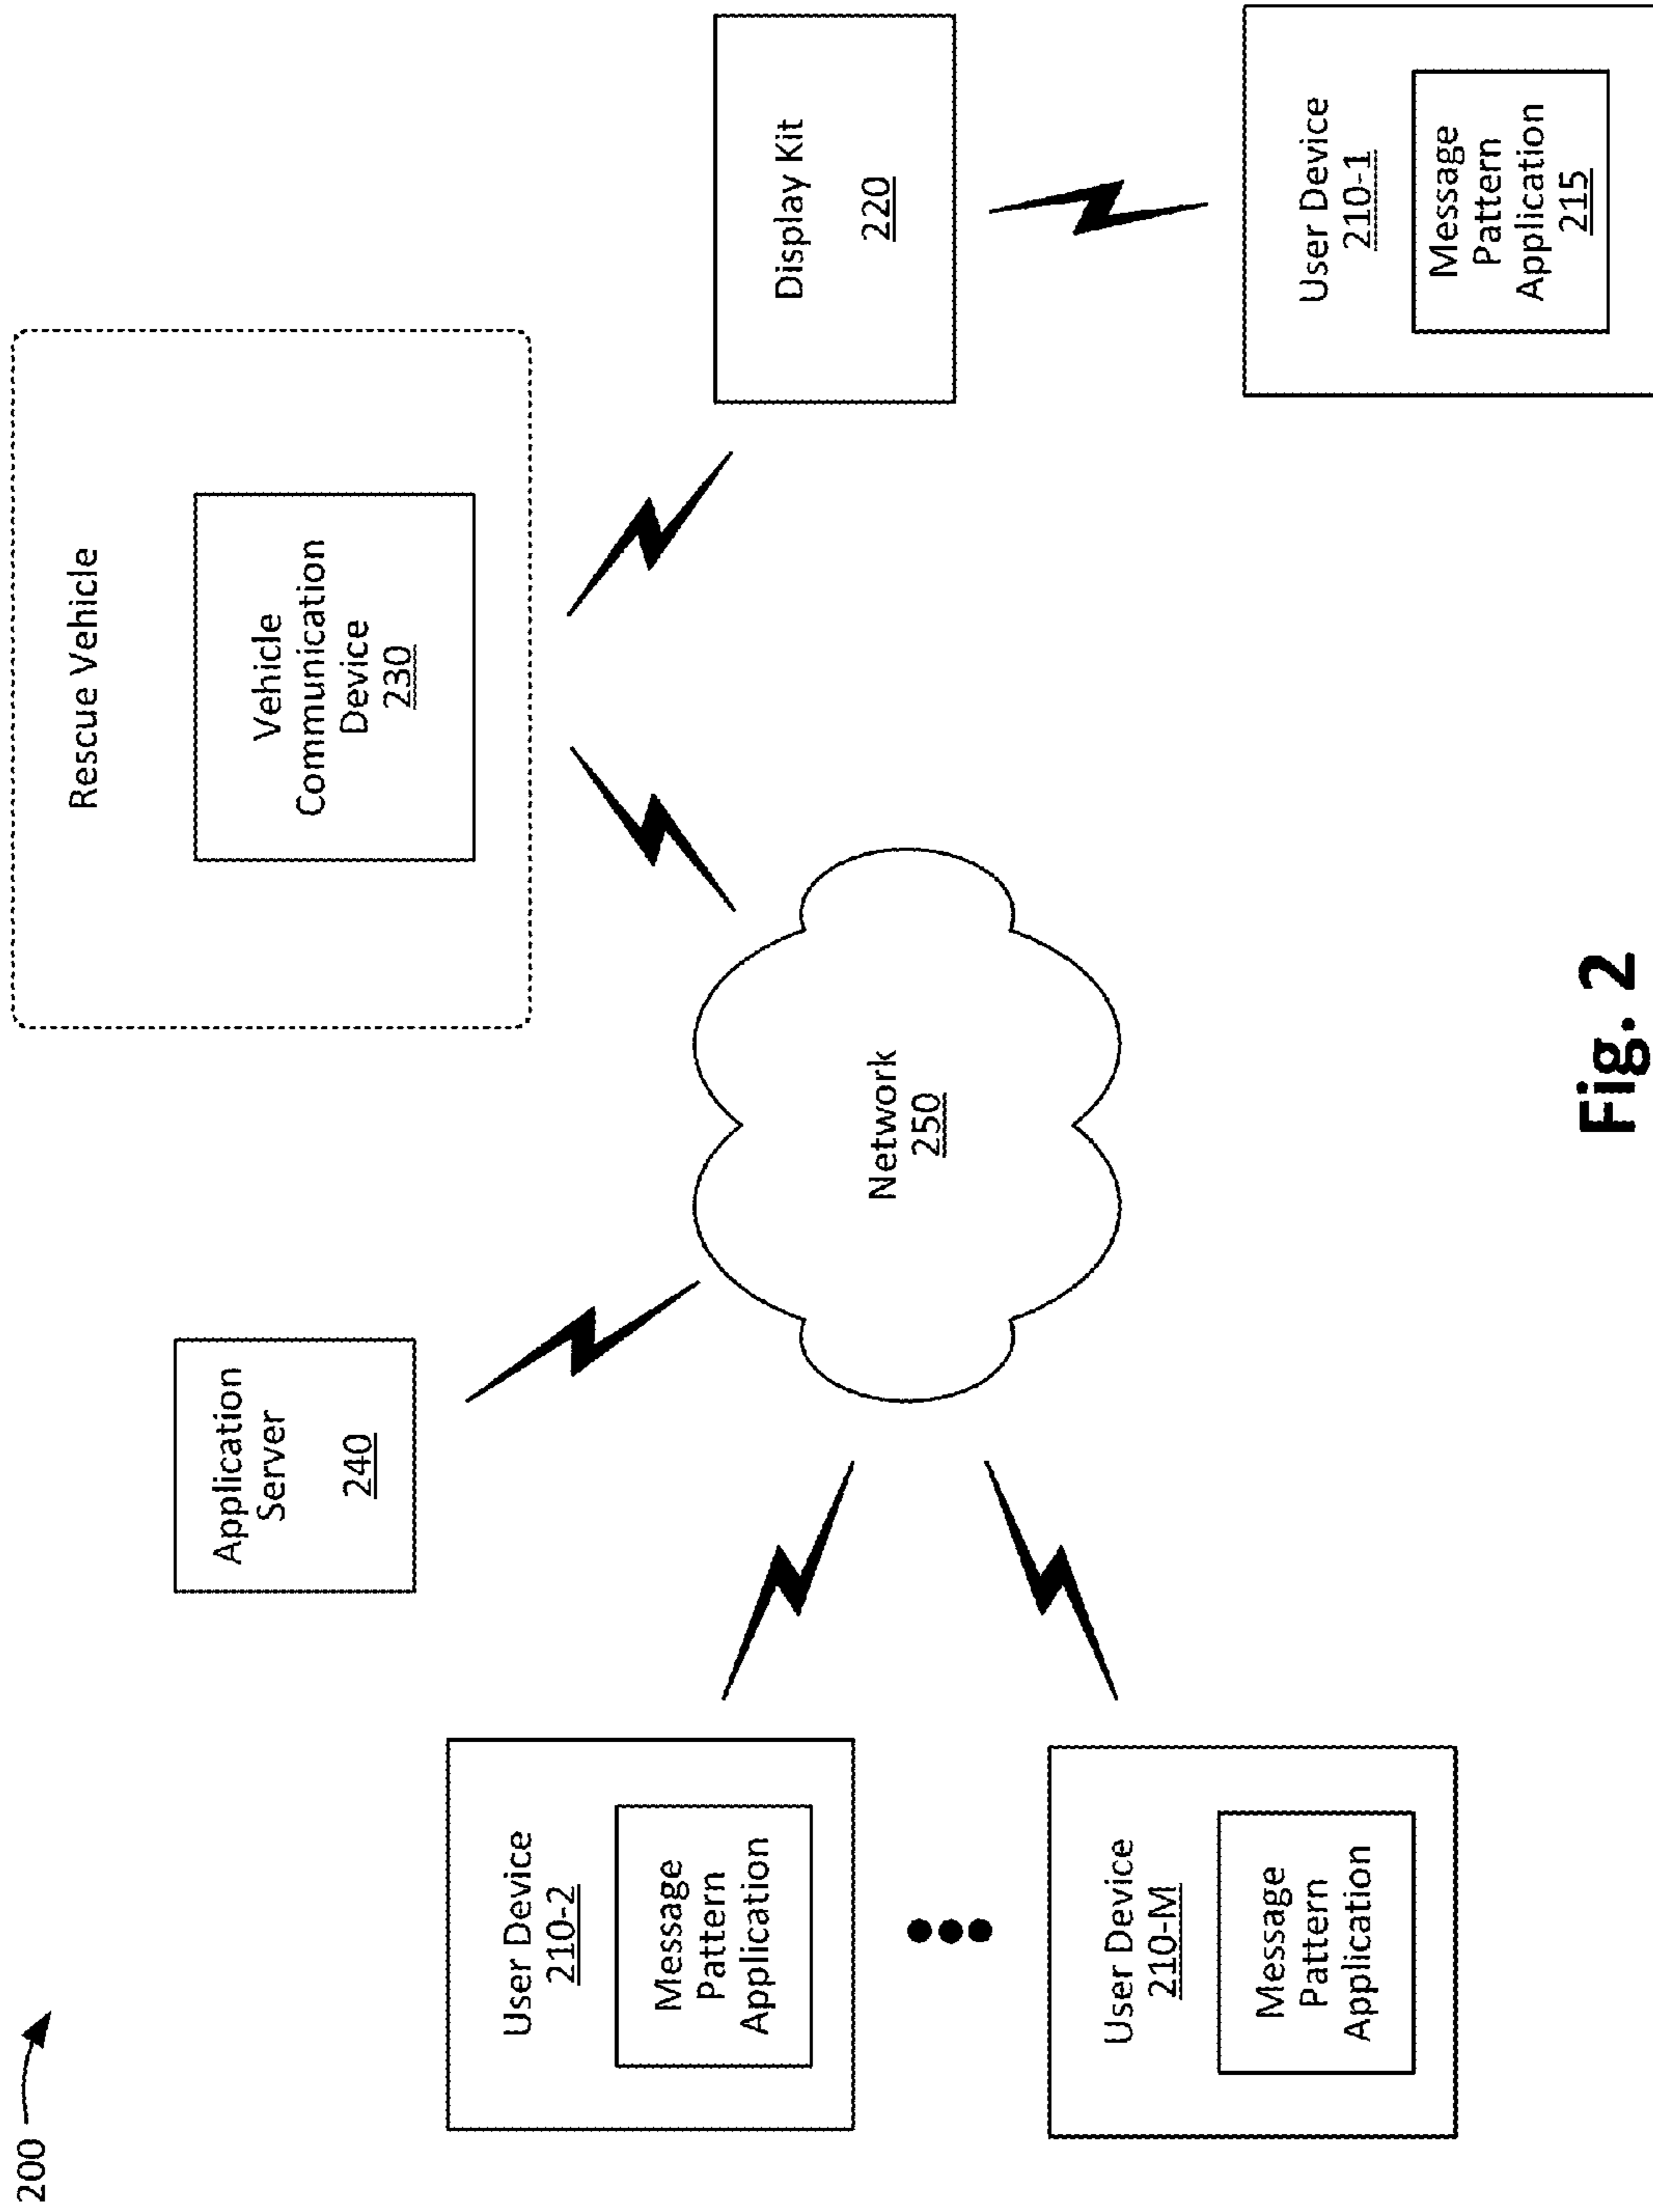 200
Rescue Vehicle
Vehicle
Communication
Device
230
Application
Server
240
User Device
210-2
Message
Pattern
Application
Network
250
Display Kit
220
User Device
210-M
Message
Pattern
Application
User Device
210-1
Message
Pattern
Application
215
Fig. 2